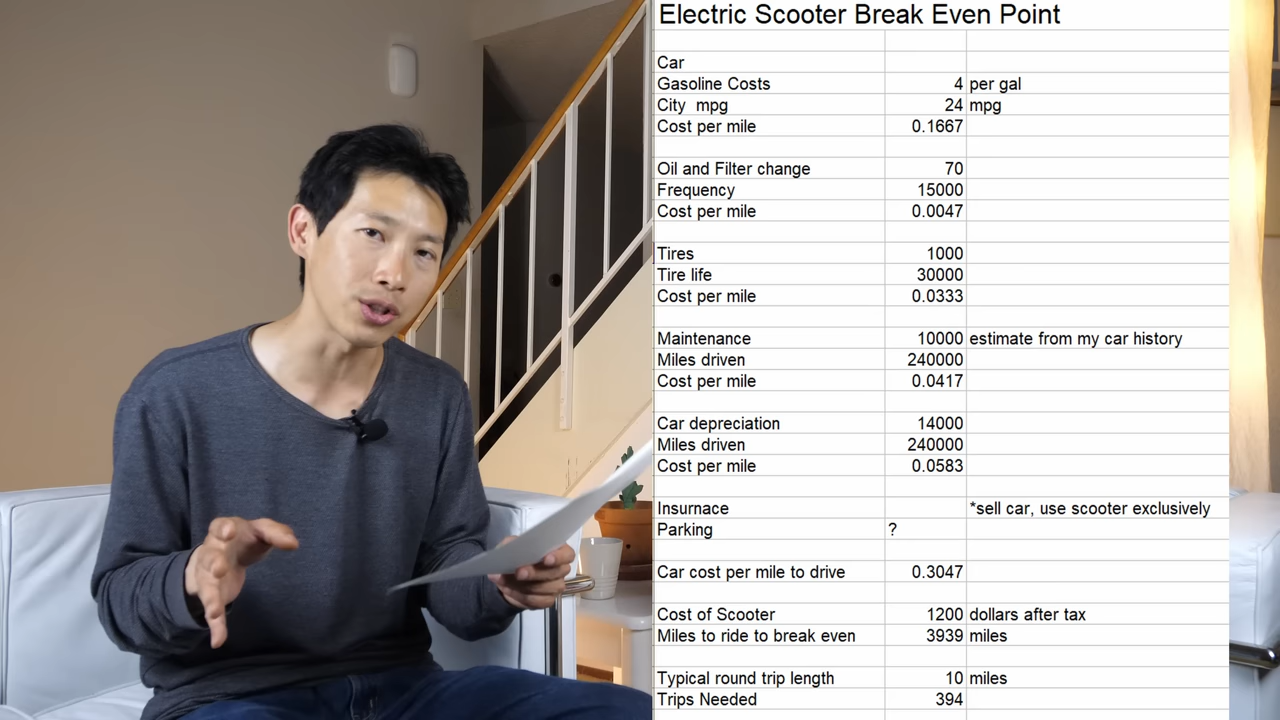 Electric Scooter Break Even Point
Car
Gasoline Costs 4 per gal
City mpg 24 mpg
Cost per mile 0.1667
Oil and Filter change 70
Frequency 15000
Cost per mile 0.0047
Tires 1000
Tire life 30000
Cost per mile 0.0333
Maintenance 10000 estimate from my car history
Miles driven 240000
Cost per mile 0.0417
Car depreciation 14000
Miles driven 240000
Cost per mile 0.0583
Insurnace *sell car, use scooter exclusively
Parking ?
Car cost per mile to drive 0.3047
Cost of Scooter 1200 dollars after tax
Miles to ride to break even 3939 miles
Typical round trip length 10 miles
Trips Needed 394